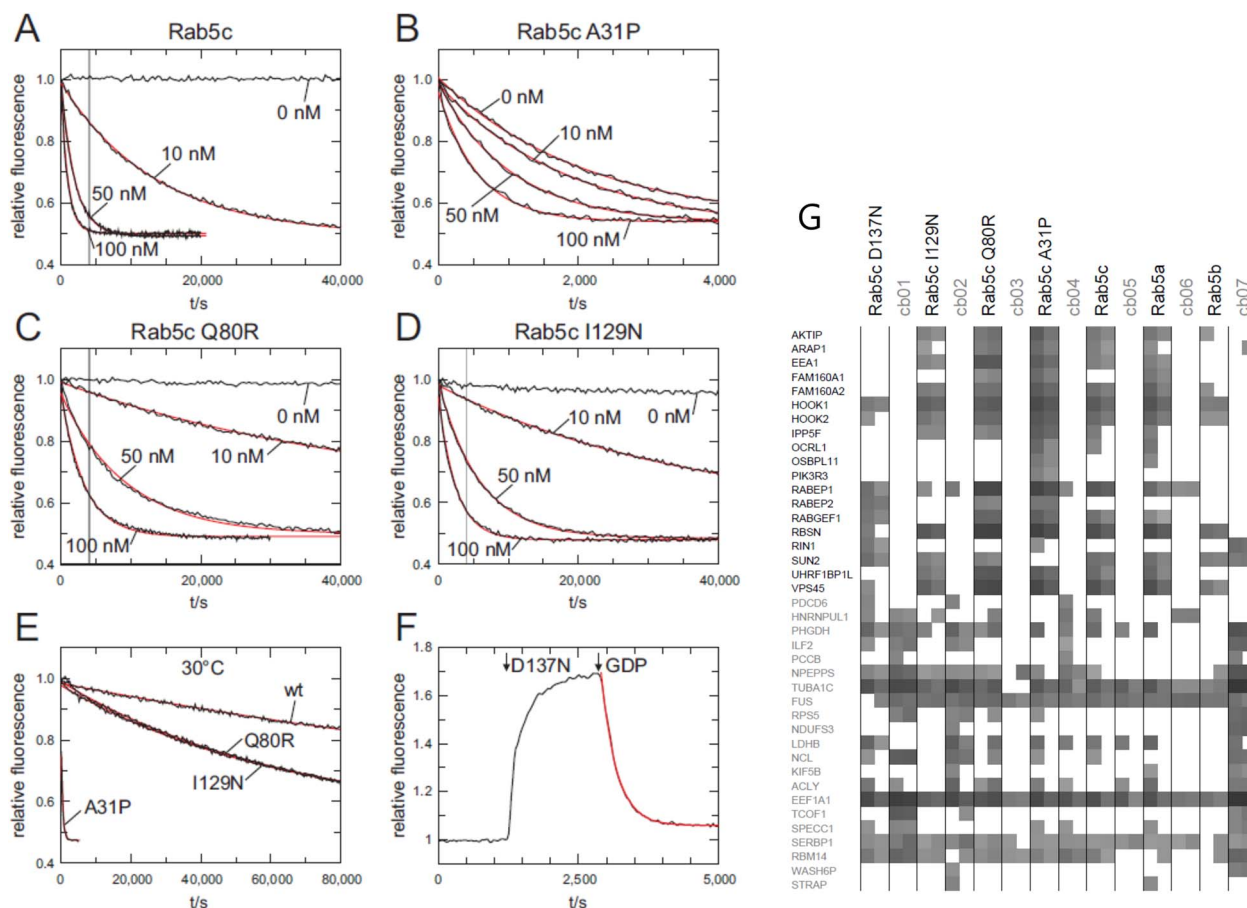 A
Rab5c
relative fluorescence
1.0
0.8
0.6
0.4
0 nM
10 nM
50 nM
100 nM
0
20,000
40,000
t/s
B
Rab5c A31P
relative fluorescence
1.0
0.8
0.6
0.4
0 nM
10 nM
50 nM
100 nM
0
2,000
4,000
t/s
C
Rab5c Q80R
relative fluorescence
1.0
0.8
0.6
0.4
0 nM
10 nM
50 nM
100 nM
0
20,000
40,000
t/s
D
Rab5c I129N
relative fluorescence
1.0
0.8
0.6
0.4
0 nM
10 nM
50 nM
100 nM
0
20,000
40,000
t/s
E
30°C
relative fluorescence
1.0
0.8
0.6
0.4
wt
Q80R
I129N
A31P
0
20,000
40,000
60,000
80,000
t/s
F
relative fluorescence
1.8
1.6
1.4
1.2
1
D137N
GDP
0
2,500
5,000
t/s
G
Rab5c D137N
cb01
Rab5c I129N
cb02
Rab5c Q80R
cb03
Rab5c A31P
cb04
Rab5c
cb05
Rab5a
cb06
Rab5b
cb07
AKTIP
ARAP1
EEA1
FAM160A1
FAM160A2
HOOK1
HOOK2
IPP5F
OCRL1
OSBPL11
PIK3R3
RABEP1
RABEP2
RABGEF1
RBSN
RIN1
SUN2
UHRF1BP1L
VPS45
PDCD6
HNRNPUL1
PHGDH
ILF2
PCCB
NPEPPS
TUBA1C
FUS
RPS5
NDUFS3
LDHB
NCL
KIF5B
ACLY
EEF1A1
TCOF1
SPECC1
SERBP1
RBM14
WASH6P
STRAP